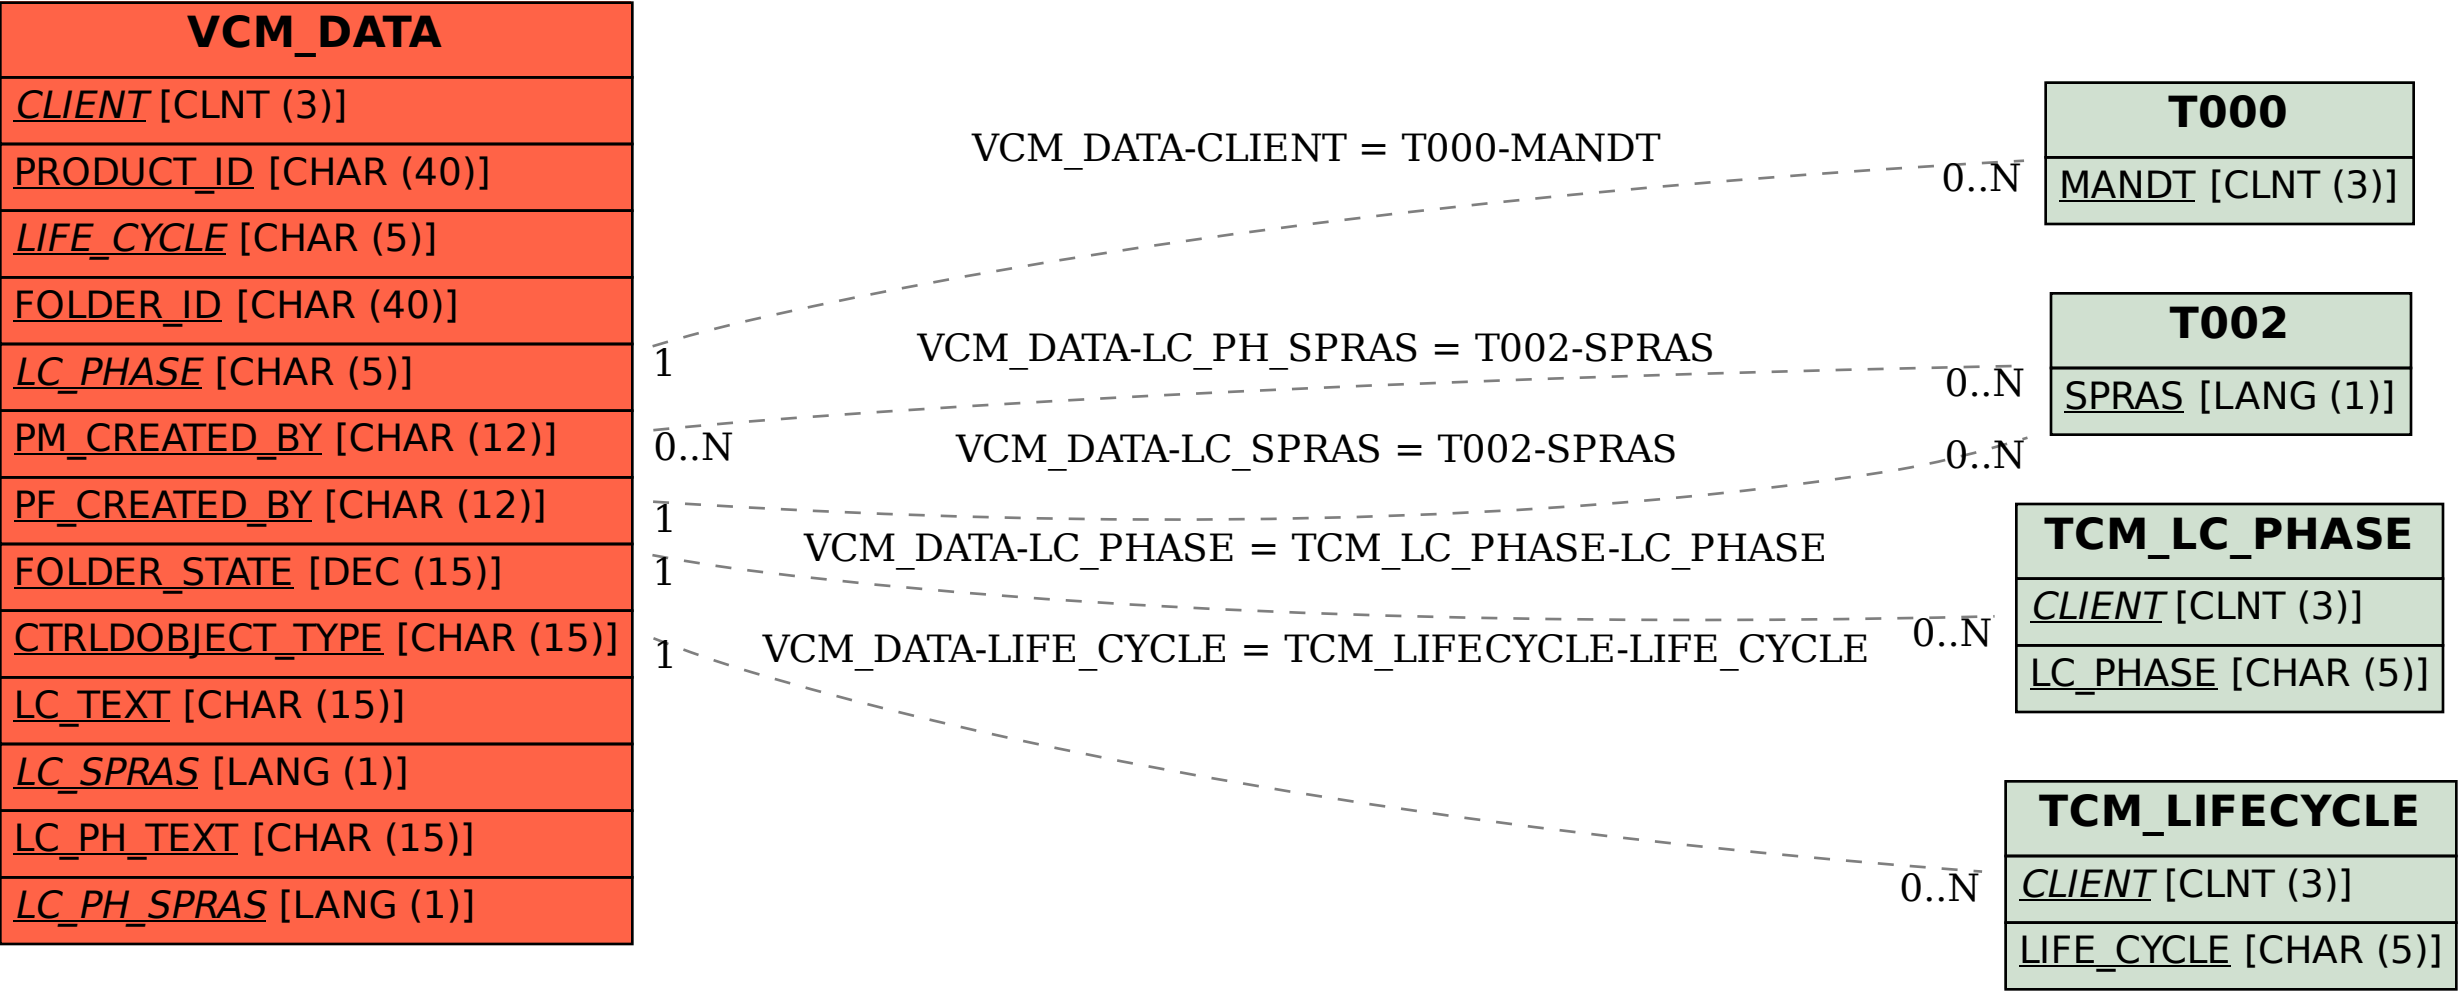 VCM_DATA
CLIENT [CLNT (3)]
PRODUCT_ID [CHAR (40)]
LIFE_CYCLE [CHAR (5)]
FOLDER_ID [CHAR (40)]
LC_PHASE [CHAR (5)]
PM_CREATED_BY [CHAR (12)]
PF_CREATED_BY [CHAR (12)]
FOLDER_STATE [DEC (15)]
CTRLDOBJECT_TYPE [CHAR (15)]
LC_TEXT [CHAR (15)]
LC_SPRAS [LANG (1)]
LC_PH_TEXT [CHAR (15)]
LC_PH_SPRAS [LANG (1)]
VCM_DATA-CLIENT = T000-MANDT
1
0..N
VCM_DATA-LC_PH_SPRAS = T002-SPRAS
0..N
0..N
VCM_DATA-LC_SPRAS = T002-SPRAS
1
0..N
VCM_DATA-LC_PHASE = TCM_LC_PHASE-LC_PHASE
1
0..N
VCM_DATA-LIFE_CYCLE = TCM_LIFECYCLE-LIFE_CYCLE
1
0..N
T000
MANDT [CLNT (3)]
T002
SPRAS [LANG (1)]
TCM_LC_PHASE
CLIENT [CLNT (3)]
LC_PHASE [CHAR (5)]
TCM_LIFECYCLE
CLIENT [CLNT (3)]
LIFE_CYCLE [CHAR (5)]